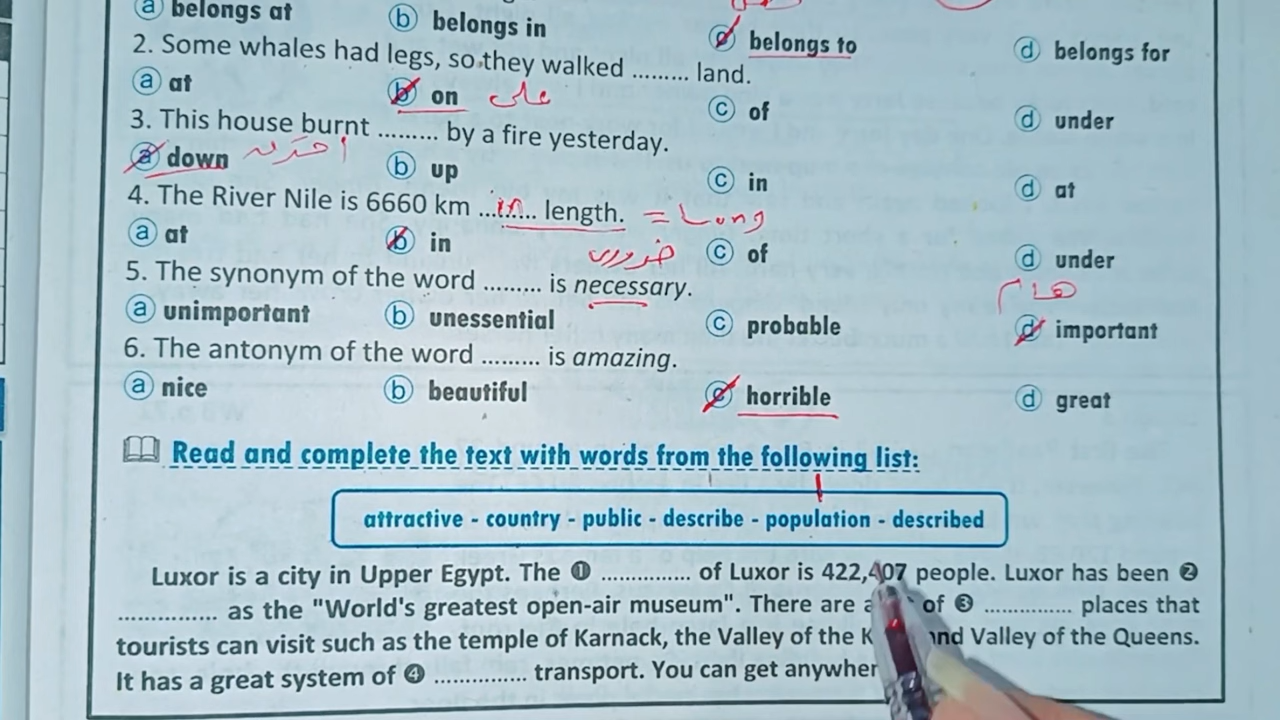 a belongs at b belongs in c belongs to d belongs for
2. Some whales had legs, so they walked ......... land.
a at b on على c of d under
3. This house burnt .......... by a fire yesterday.
a down b up c in d at
4. The River Nile is 6660 km ...in... length. = Long
a at b in c of d under
ضروري
5. The synonym of the word ......... is necessary.
هام
a unimportant b unessential c probable d important
6. The antonym of the word ......... is amazing.
a nice b beautiful c horrible d great
Read and complete the text with words from the following list:
attractive - country - public - describe - population - described
Luxor is a city in Upper Egypt. The ❶ .............. of Luxor is 422,407 people. Luxor has been ❷
................ as the "World's greatest open-air museum". There are a of ❸ ............. places that
tourists can visit such as the temple of Karnack, the Valley of the and Valley of the Queens.
It has a great system of ❹ .............. transport. You can get